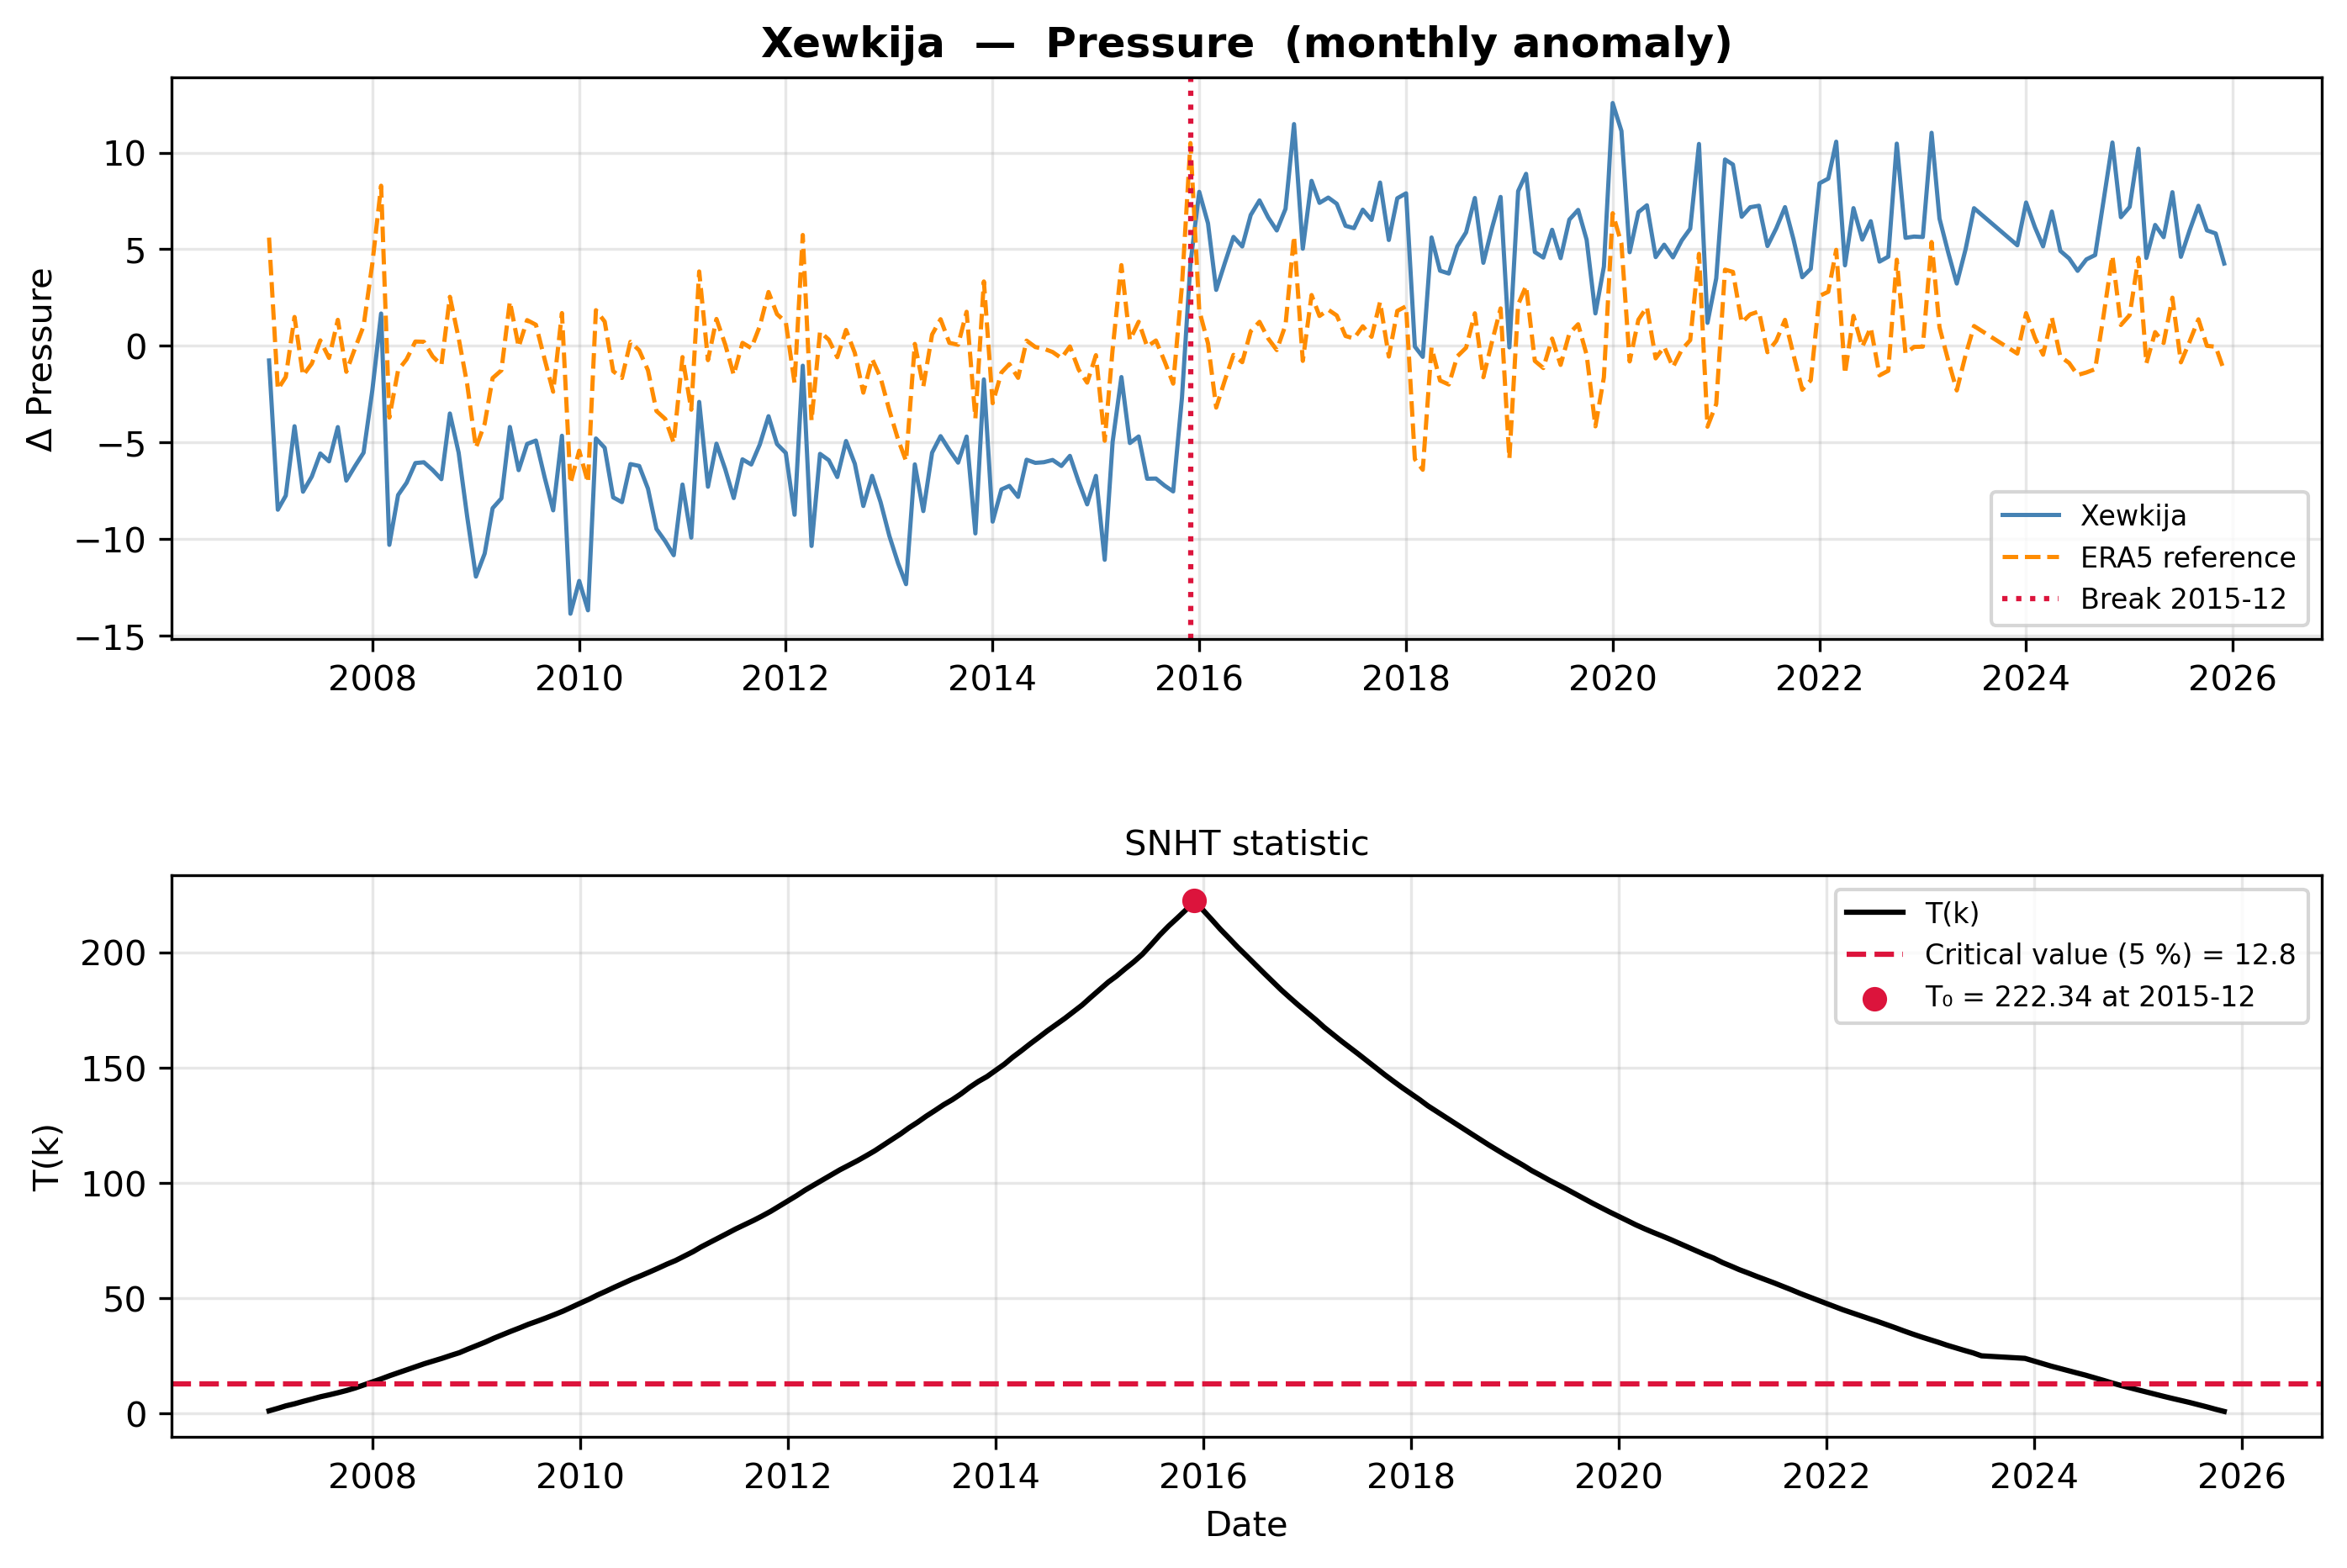 Xewkija — Pressure (monthly anomaly)
Δ Pressure
10
5
0
−5
−10
−15
2008 2010 2012 2014 2016 2018 2020 2022 2024 2026
Xewkija
ERA5 reference
Break 2015-12
SNHT statistic
T(k)
200
150
100
50
0
2008 2010 2012 2014 2016 2018 2020 2022 2024 2026
Date
T(k)
Critical value (5 %) = 12.8
T₀ = 222.34 at 2015-12